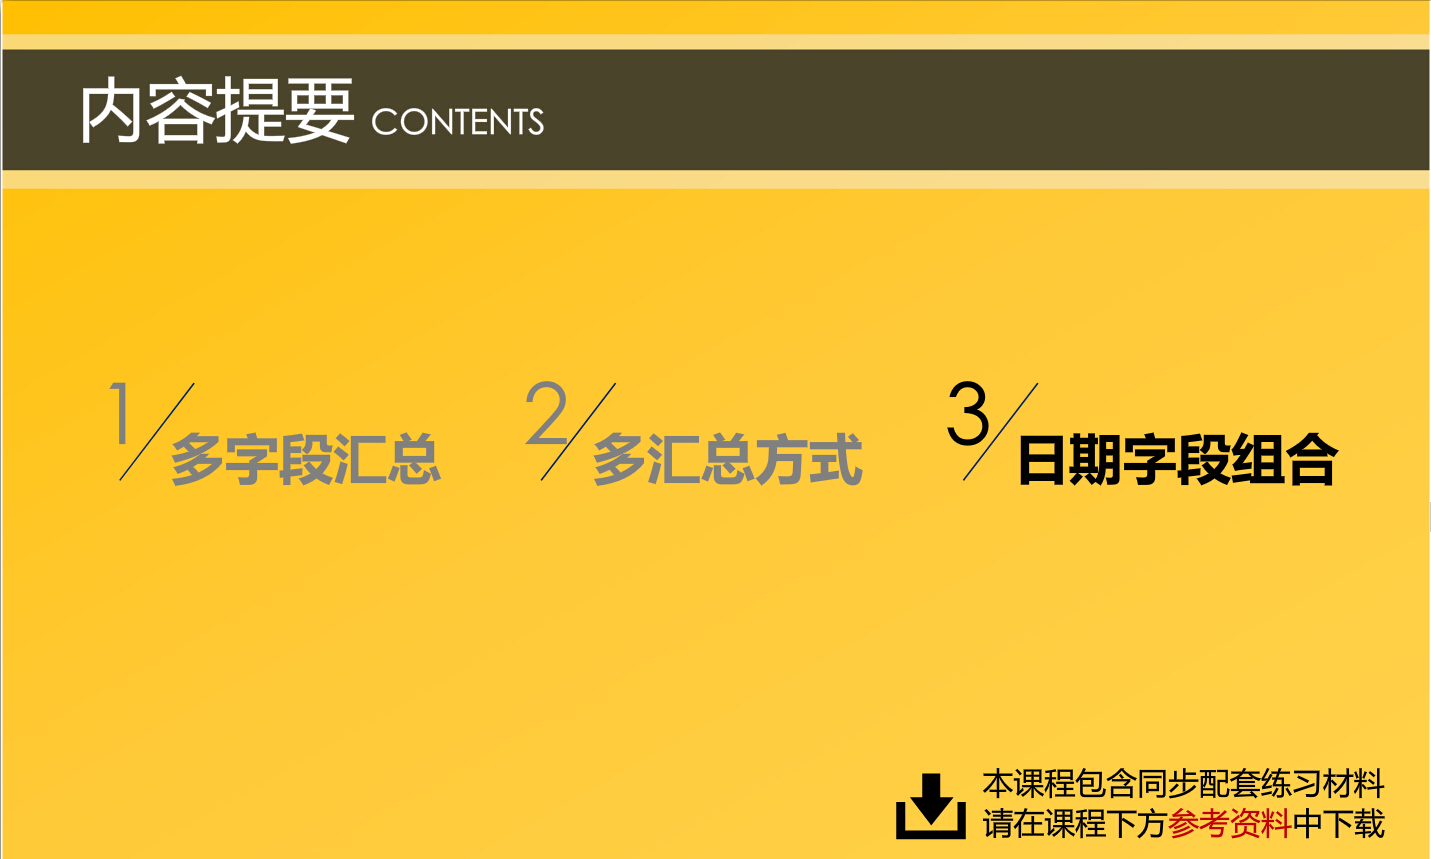 内容提要 CONTENTS
1 多字段汇总
2 多汇总方式
3 日期字段组合
本课程包含同步配套练习材料
请在课程下方参考资料中下载